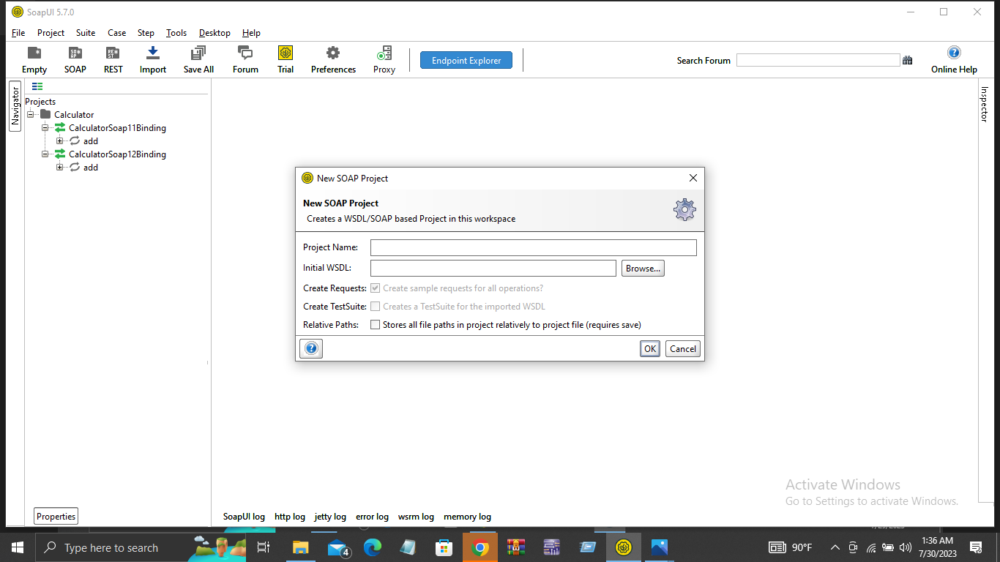 SoapUI 5.7.0
File Project Suite Case Step Tools Desktop Help
Empty SOAP REST Import Save All Forum Trial Preferences Proxy Endpoint Explorer Search Forum Online Help
Navigator
Projects
Calculator
CalculatorSoap11Binding
add
CalculatorSoap12Binding
add
Inspector
New SOAP Project
New SOAP Project
Creates a WSDL/SOAP based Project in this workspace
Project Name:
Initial WSDL: Browse...
Create Requests: Create sample requests for all operations?
Create TestSuite: Creates a TestSuite for the imported WSDL
Relative Paths: Stores all file paths in project relatively to project file (requires save)
OK Cancel
Activate Windows
Go to Settings to activate Windows.
Properties
SoapUI log http log jetty log error log wsrm log memory log
Type here to search
4
90°F
1:36 AM
7/30/2023